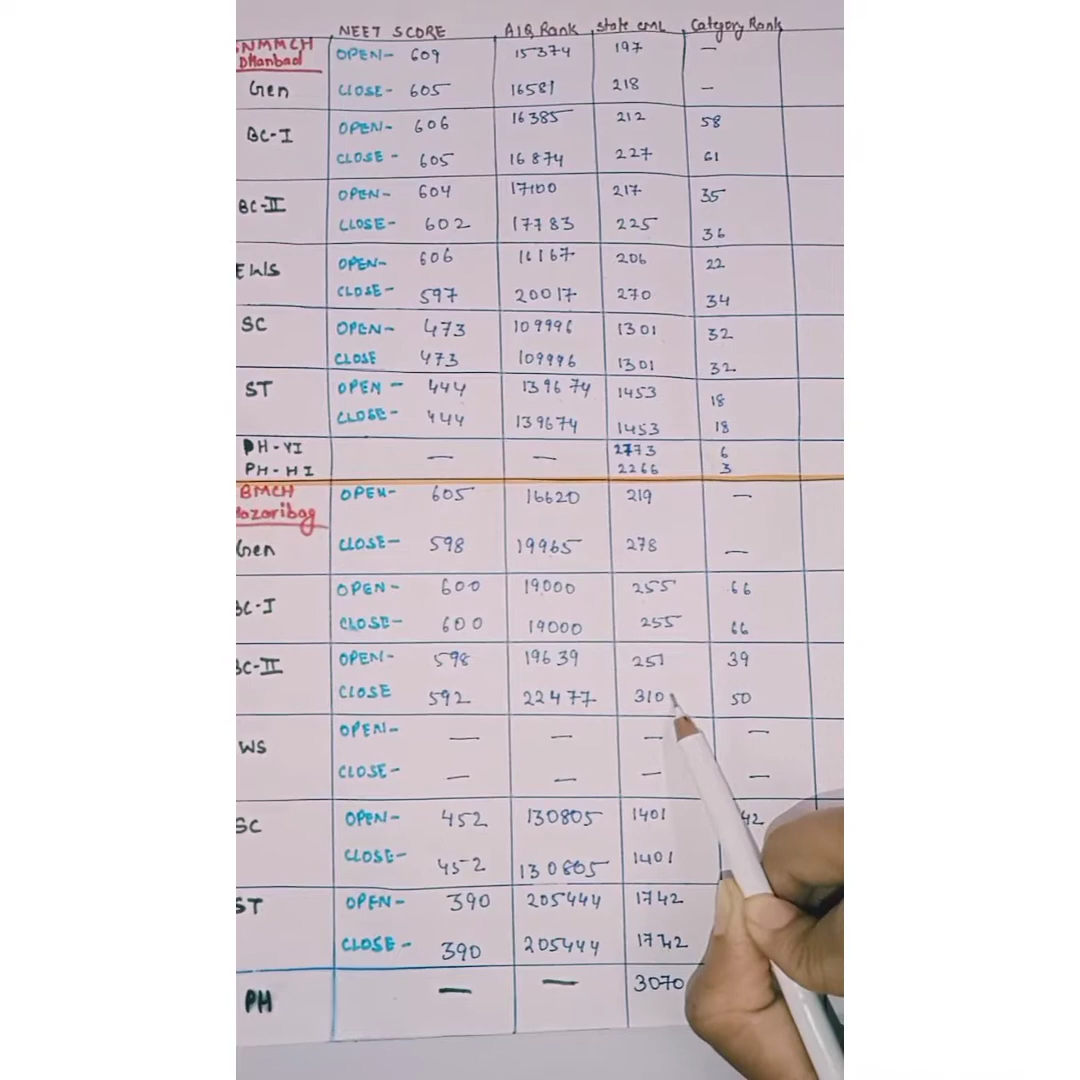 NEET SCORE AIQ Rank State CML Category Rank
SNMMCH
Dhanbad
OPEN- 609 15374 197 —
Gen CLOSE- 605 16581 218 —
BC-I OPEN- 606 16385 212 58
CLOSE- 605 16874 227 61
BC-II OPEN- 604 17100 217 35
CLOSE- 602 17783 225 36
EWS OPEN- 606 16167 206 22
CLOSE- 597 20017 270 34
SC OPEN- 473 109996 1301 32
CLOSE 473 109996 1301 32
ST OPEN- 444 139674 1453 18
CLOSE- 444 139674 1453 18
PH-VI — — 2773 6
PH-HI 2266 3
BMCH OPEN- 605 16620 219 —
Hazaribag
Gen CLOSE- 598 19965 278 —
BC-I OPEN- 600 19000 255 66
CLOSE- 600 19000 255 66
BC-II OPEN- 598 19639 251 39
CLOSE 592 22477 310 50
WS OPEN- — — — —
CLOSE- — — — —
SC OPEN- 452 130805 1401 42
CLOSE- 452 130805 1401
ST OPEN- 390 205444 1742
CLOSE- 390 205444 1742
PH — — 3070